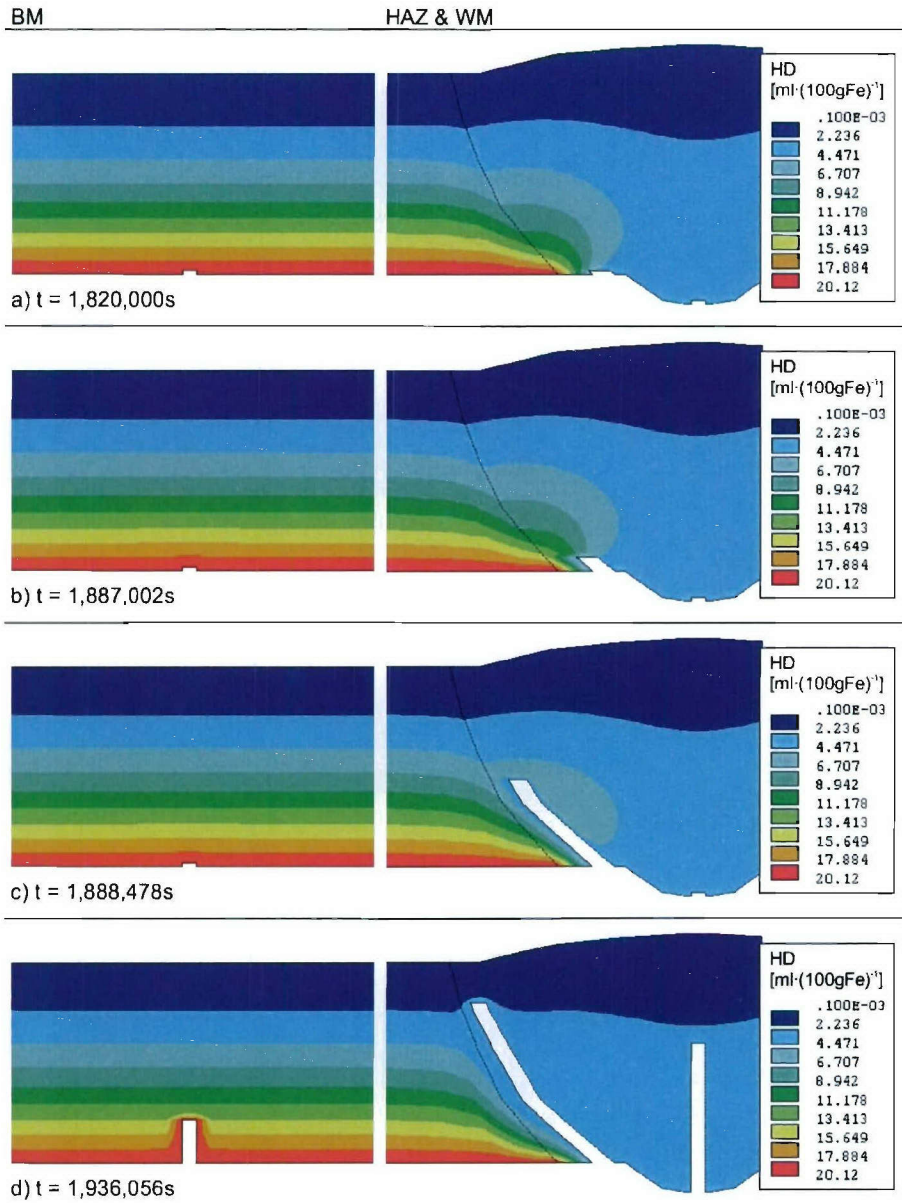 BM
HAZ & WM
HD
[ml·(100gFe)⁻¹]
.100E-03
2.236
4.471
6.707
8.942
11.178
13.413
15.649
17.884
20.12
a) t = 1,820,000s
HD
[ml·(100gFe)⁻¹]
.100E-03
2.236
4.471
6.707
8.942
11.178
13.413
15.649
17.884
20.12
b) t = 1,887,002s
HD
[ml·(100gFe)⁻¹]
.100E-03
2.236
4.471
6.707
8.942
11.178
13.413
15.649
17.884
20.12
c) t = 1,888,478s
HD
[ml·(100gFe)⁻¹]
.100E-03
2.236
4.471
6.707
8.942
11.178
13.413
15.649
17.884
20.12
d) t = 1,936,056s